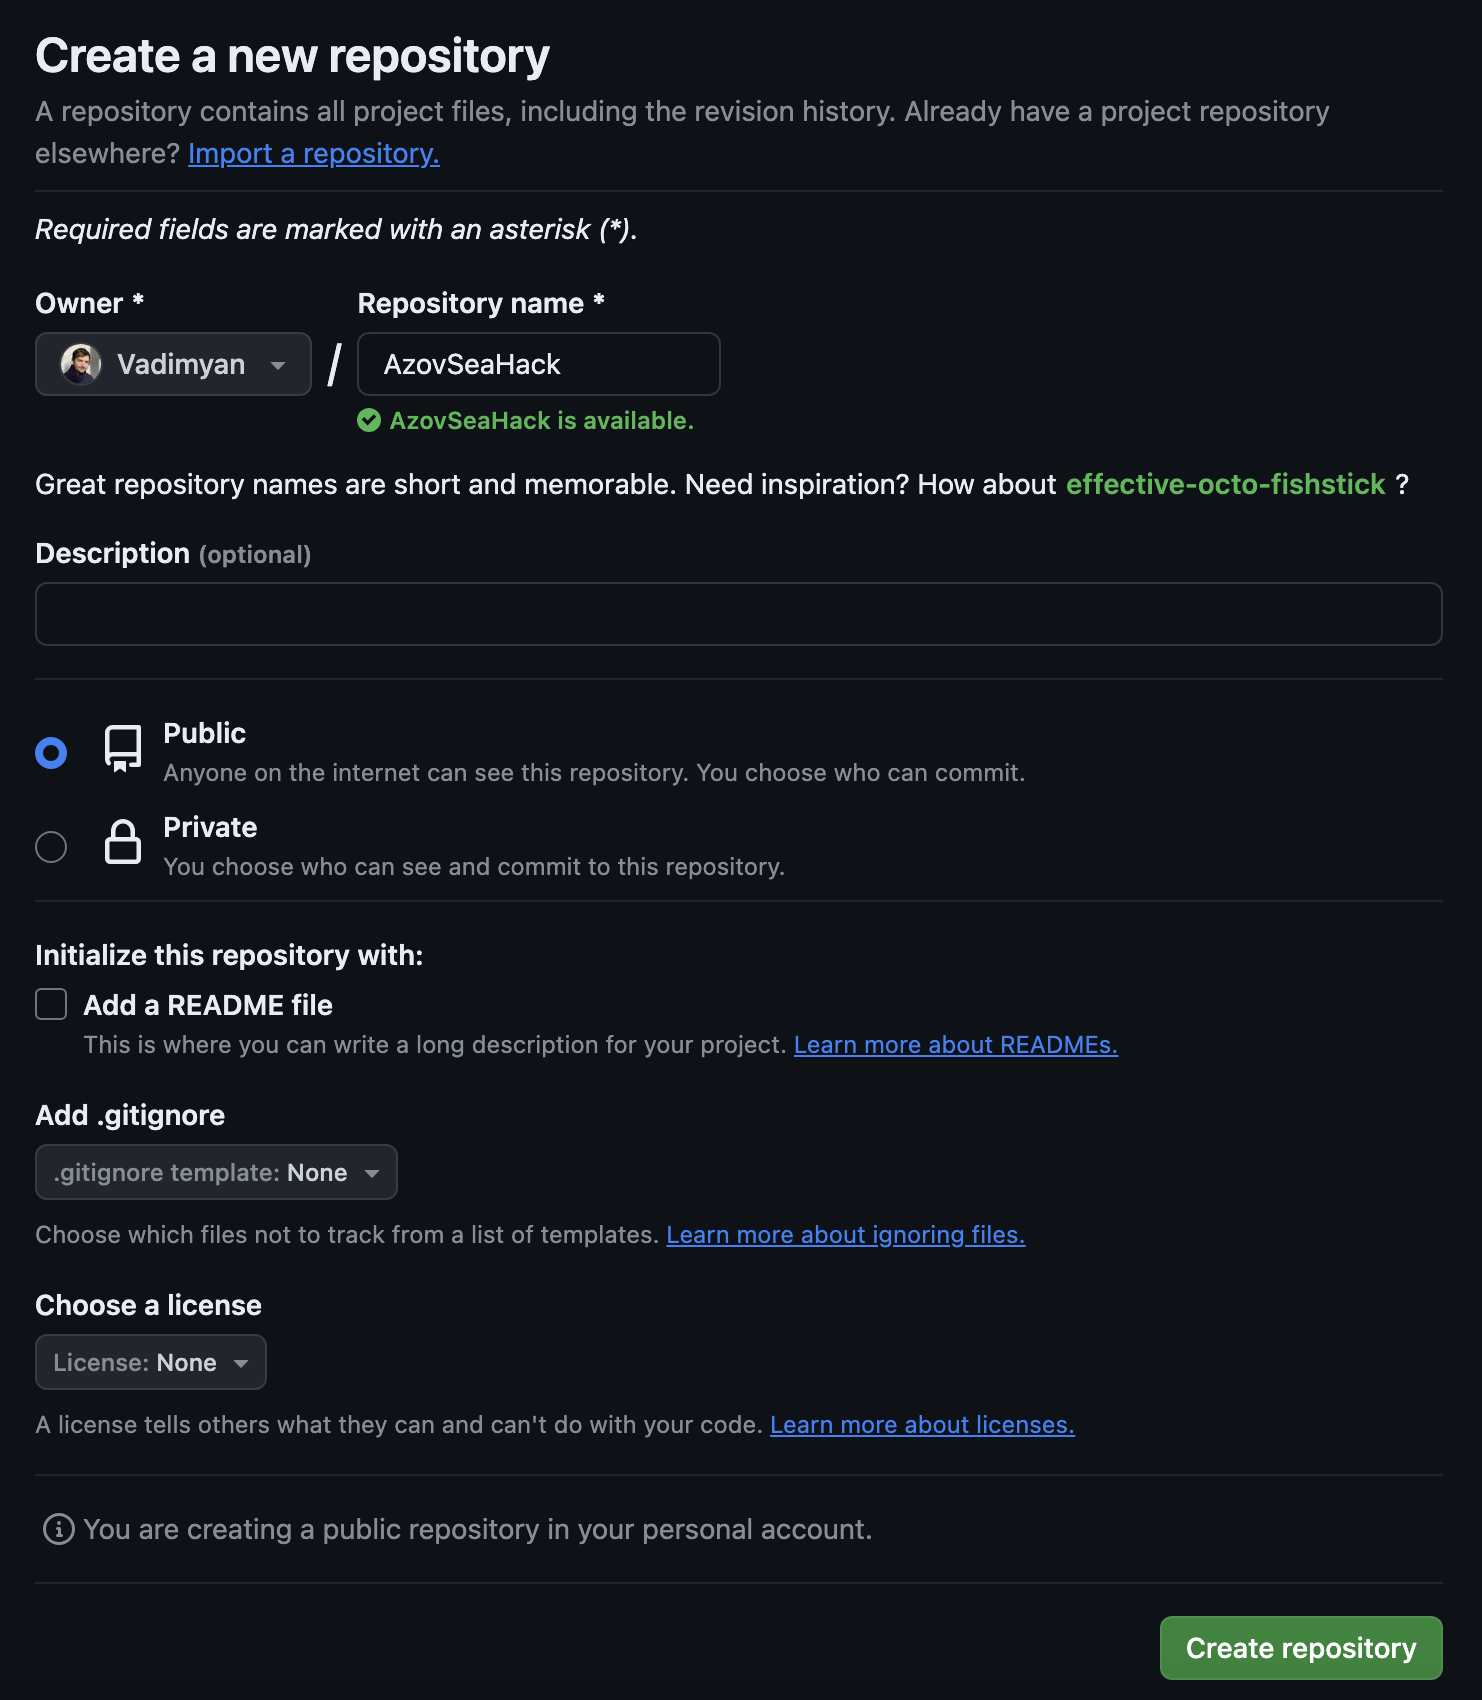 Create a new repository
A repository contains all project files, including the revision history. Already have a project repository
elsewhere? Import a repository.
Required fields are marked with an asterisk (*).
Owner *
Repository name *
Vadimyan
/
AzovSeaHack
AzovSeaHack is available.
Great repository names are short and memorable. Need inspiration? How about effective-octo-fishstick ?
Description (optional)
Public
Anyone on the internet can see this repository. You choose who can commit.
Private
You choose who can see and commit to this repository.
Initialize this repository with:
Add a README file
This is where you can write a long description for your project. Learn more about READMEs.
Add .gitignore
.gitignore template: None
Choose which files not to track from a list of templates. Learn more about ignoring files.
Choose a license
License: None
A license tells others what they can and can't do with your code. Learn more about licenses.
You are creating a public repository in your personal account.
Create repository